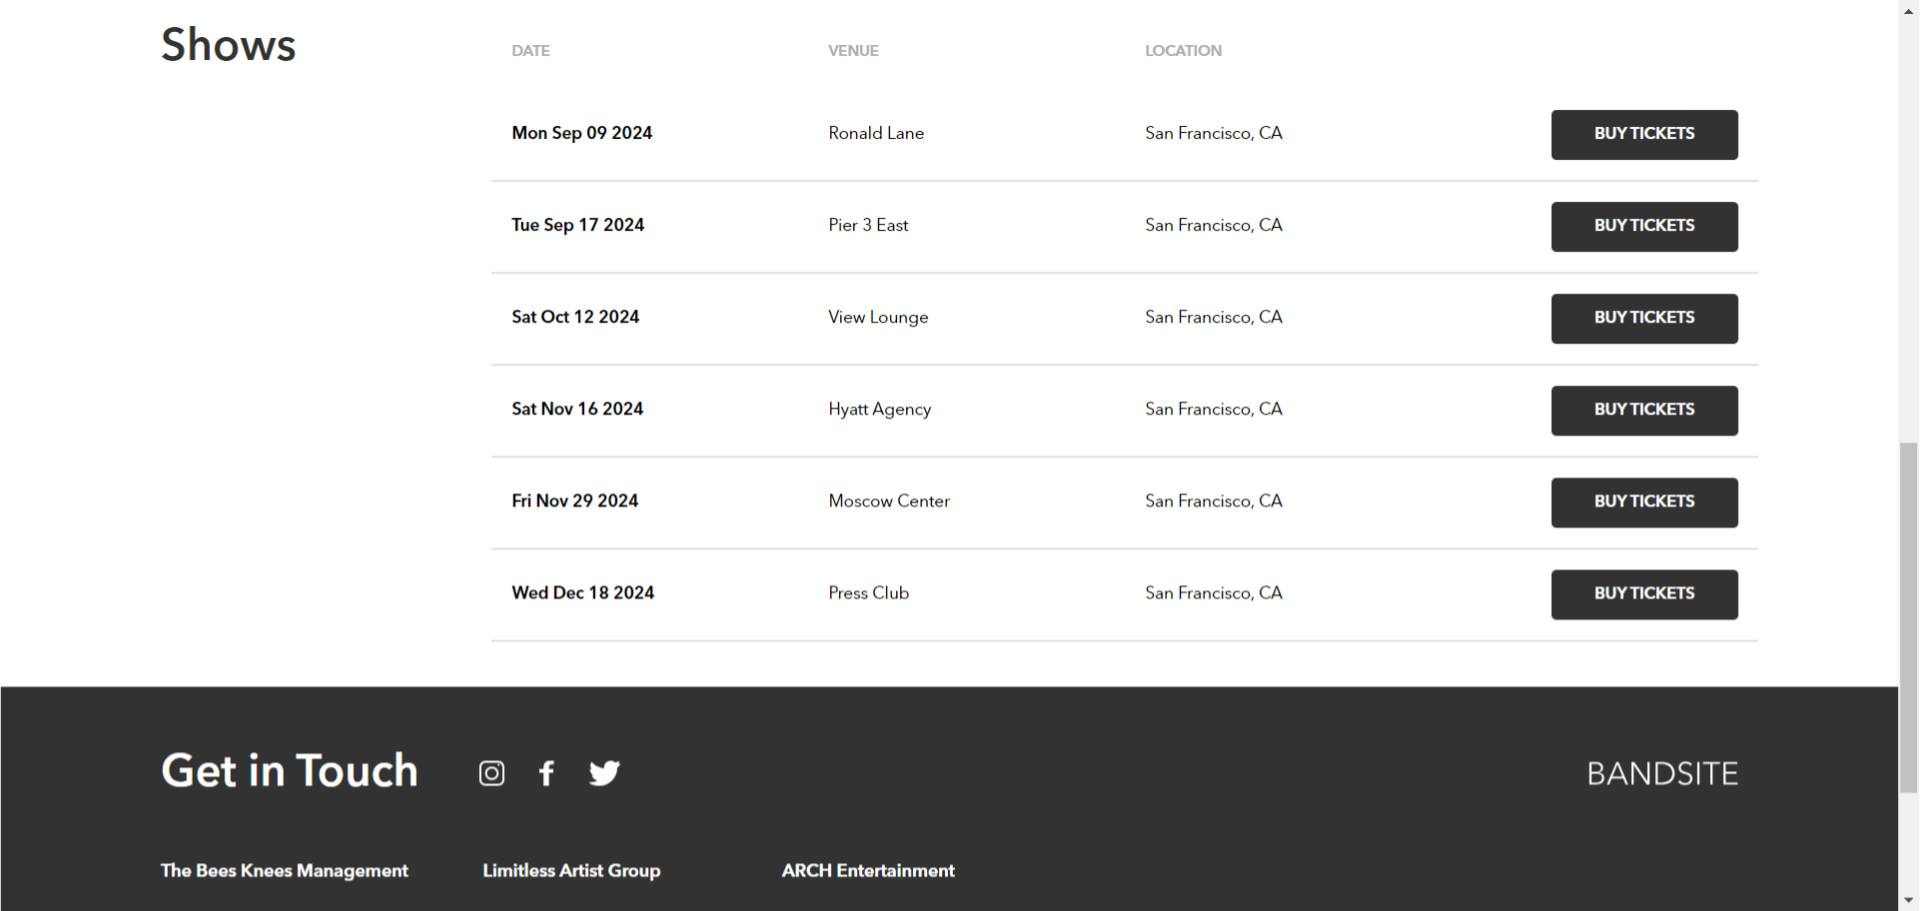 Shows
DATE VENUE LOCATION
Mon Sep 09 2024 Ronald Lane San Francisco, CA BUY TICKETS
Tue Sep 17 2024 Pier 3 East San Francisco, CA BUY TICKETS
Sat Oct 12 2024 View Lounge San Francisco, CA BUY TICKETS
Sat Nov 16 2024 Hyatt Agency San Francisco, CA BUY TICKETS
Fri Nov 29 2024 Moscow Center San Francisco, CA BUY TICKETS
Wed Dec 18 2024 Press Club San Francisco, CA BUY TICKETS
Get in Touch BANDSITE
The Bees Knees Management Limitless Artist Group ARCH Entertainment